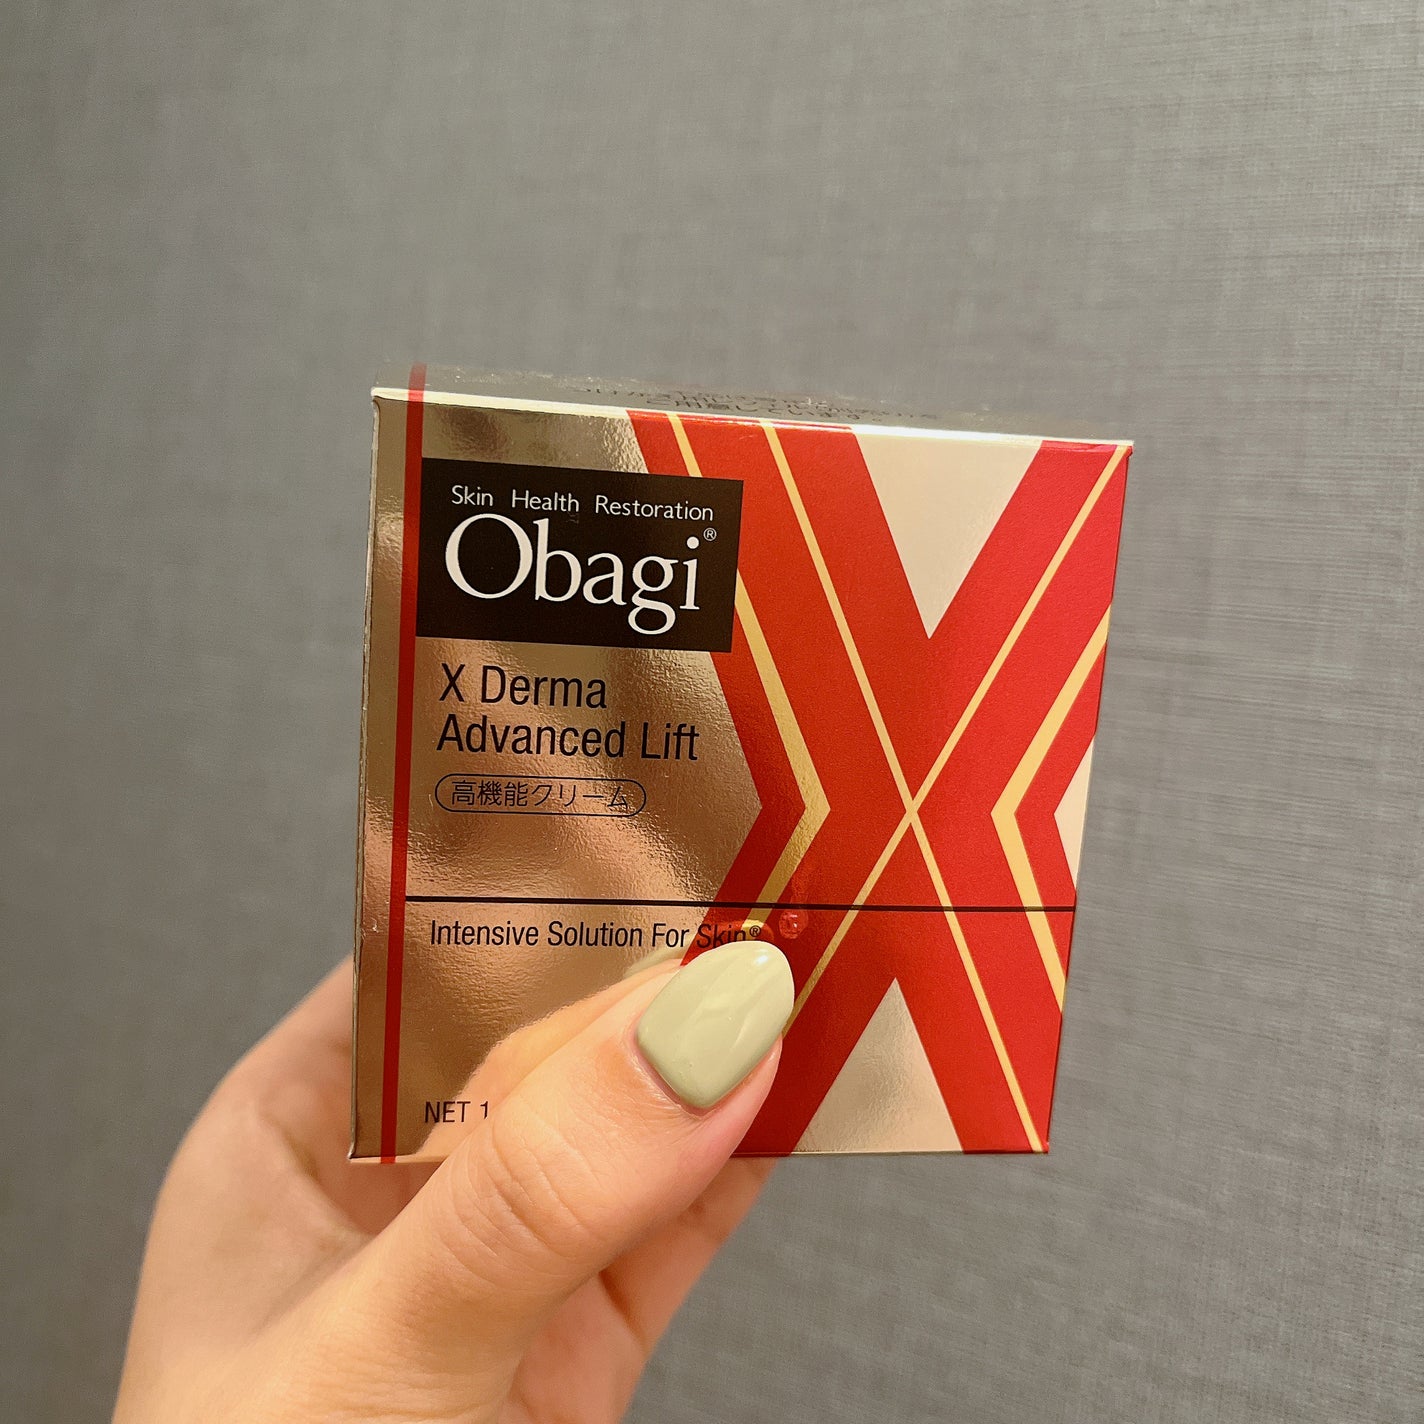 Skin Health Restoration
Obagi®
X Derma
Advanced Lift
高機能クリーム
Intensive Solution For Skin®
NET